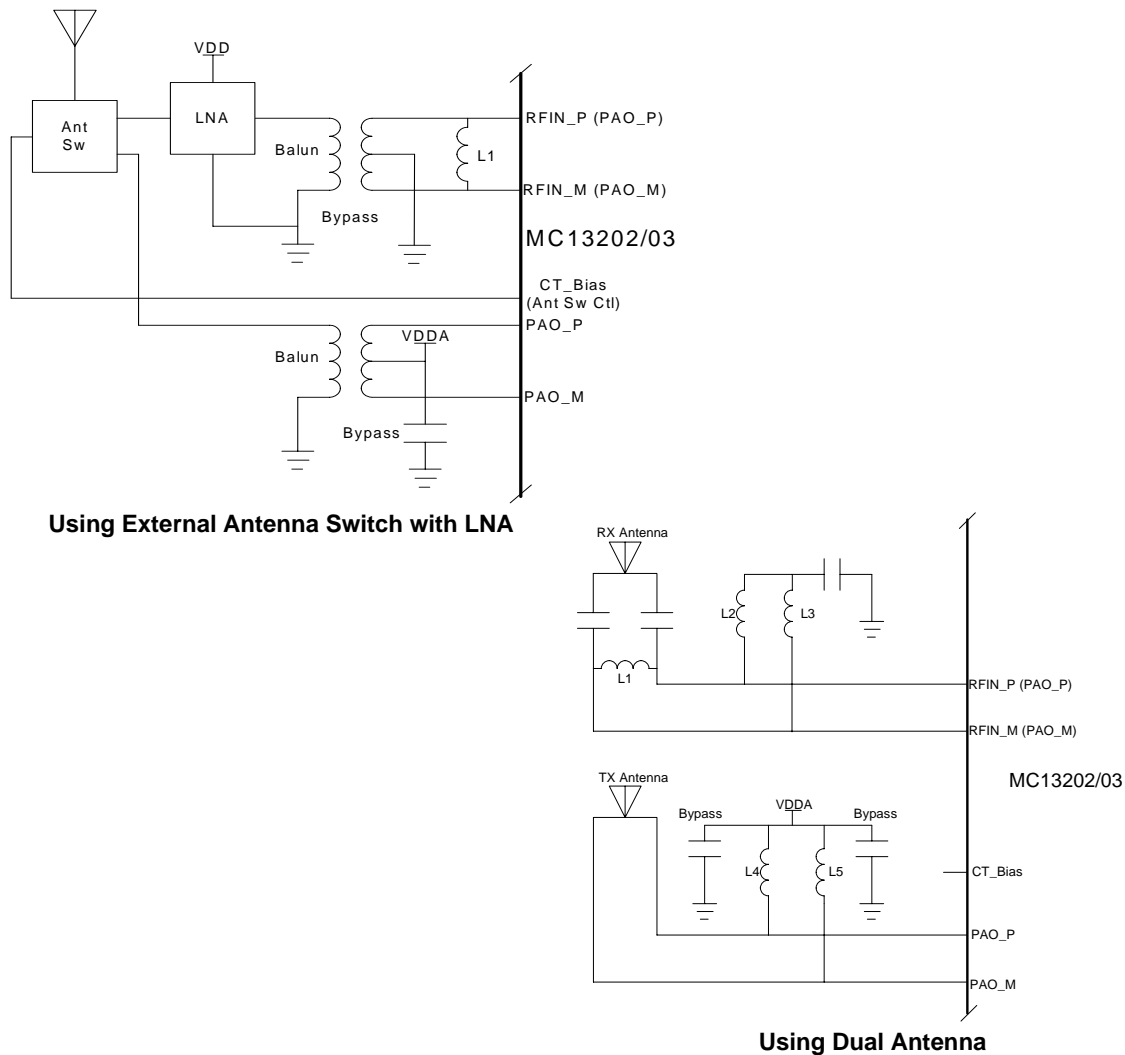 VDD
Ant
Sw
LNA
Balun
L1
RFIN_P (PAO_P)
RFIN_M (PAO_M)
Bypass
MC13202/03
CT_Bias
(Ant Sw Ctl)
PAO_P
VDDA
Balun
PAO_M
Bypass
Using External Antenna Switch with LNA
RX Antenna
L2
L3
L1
RFIN_P (PAO_P)
RFIN_M (PAO_M)
MC13202/03
TX Antenna
Bypass
VDDA
Bypass
L4
L5
CT_Bias
PAO_P
PAO_M
Using Dual Antenna